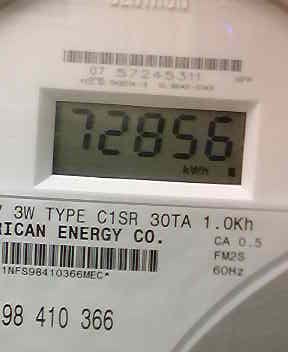 07 57245311
72856
kWh
3W TYPE C1SR 30TA 1.0Kh
RICAN ENERGY CO.
CA 0.5
FM2S
60Hz
1NFS98410366MEC*
98 410 366